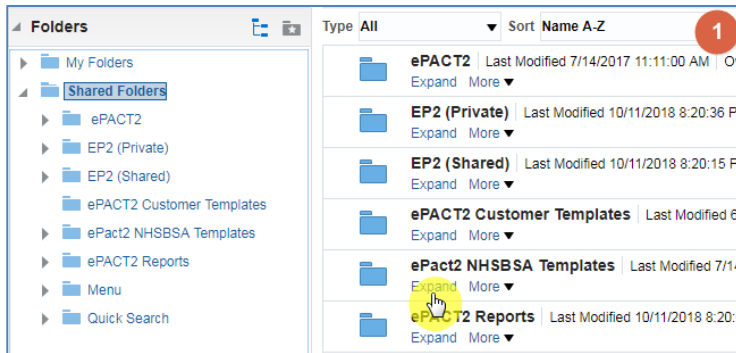 Folders
My Folders
Shared Folders
ePACT2
EP2 (Private)
EP2 (Shared)
ePACT2 Customer Templates
ePact2 NHSBSA Templates
ePACT2 Reports
Menu
Quick Search
Type All Sort Name A-Z
1
ePACT2 Last Modified 7/14/2017 11:11:00 AM
Expand More
EP2 (Private) Last Modified 10/11/2018 8:20:36 P
Expand More
EP2 (Shared) Last Modified 10/11/2018 8:20:15
Expand More
ePACT2 Customer Templates Last Modified 6
Expand More
ePact2 NHSBSA Templates Last Modified 7/1
Expand More
ePACT2 Reports Last Modified 10/11/2018 8:20:
Expand More